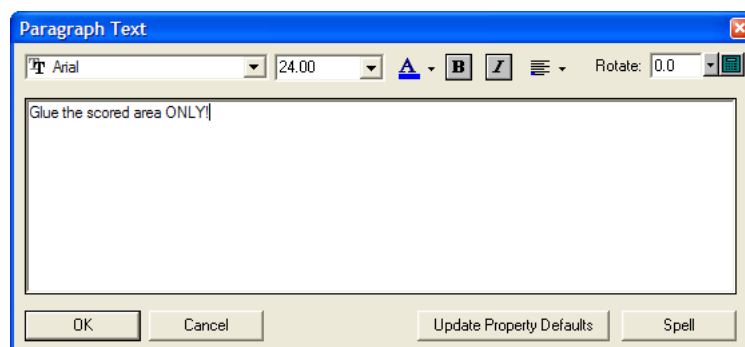 Paragraph Text
Arial 24.00 A B I Rotate: 0.0
Glue the scored area ONLY!
OK Cancel Update Property Defaults Spell